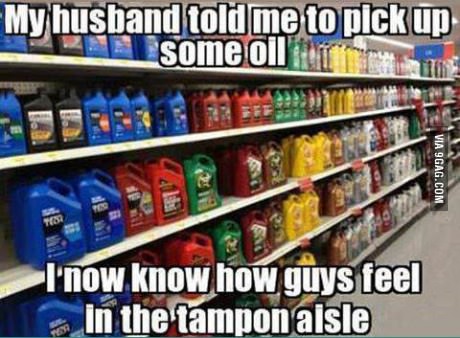 My husband told me to pick up
some oil
VIA 9GAG.COM
I now know how guys feel
in the tampon aisle